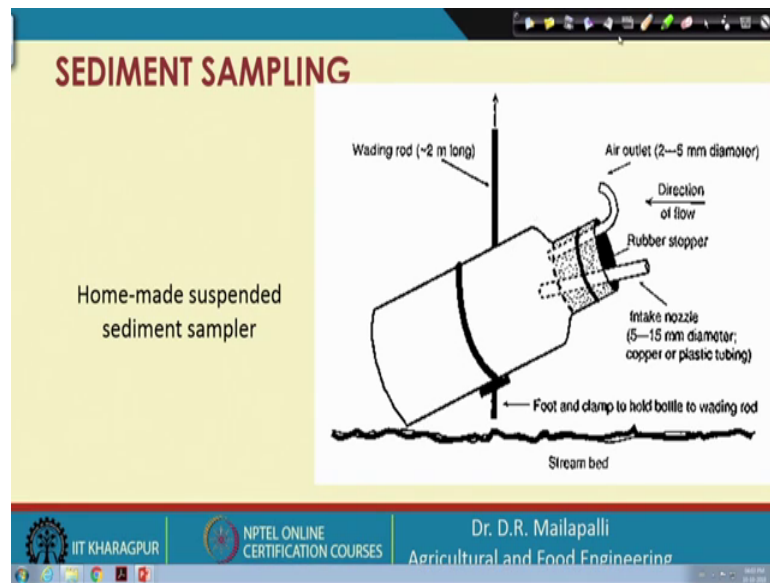 SEDIMENT SAMPLING
Wading rod (~2 m long)
Air outlet (2—5 mm diameter)
Direction
of flow
Rubber stopper
Intake nozzle
(5—15 mm diameter;
copper or plastic tubing)
Foot and clamp to hold bottle to wading rod
Stream bed
Home-made suspended
sediment sampler
IIT KHARAGPUR
NPTEL ONLINE
CERTIFICATION COURSES
Dr. D.R. Mailapalli
Agricultural and Food Engineering